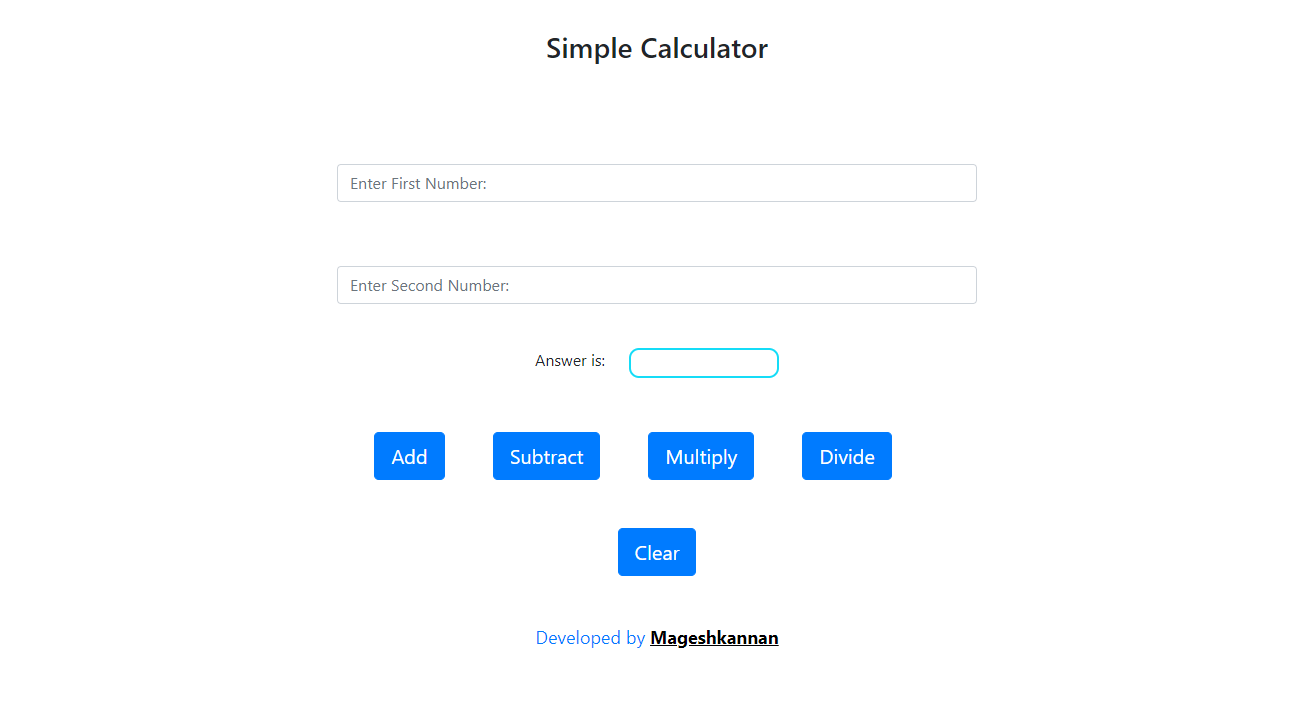 Simple Calculator
Enter First Number:
Enter Second Number:
Answer is:
Add Subtract Multiply Divide
Clear
Developed by Mageshkannan